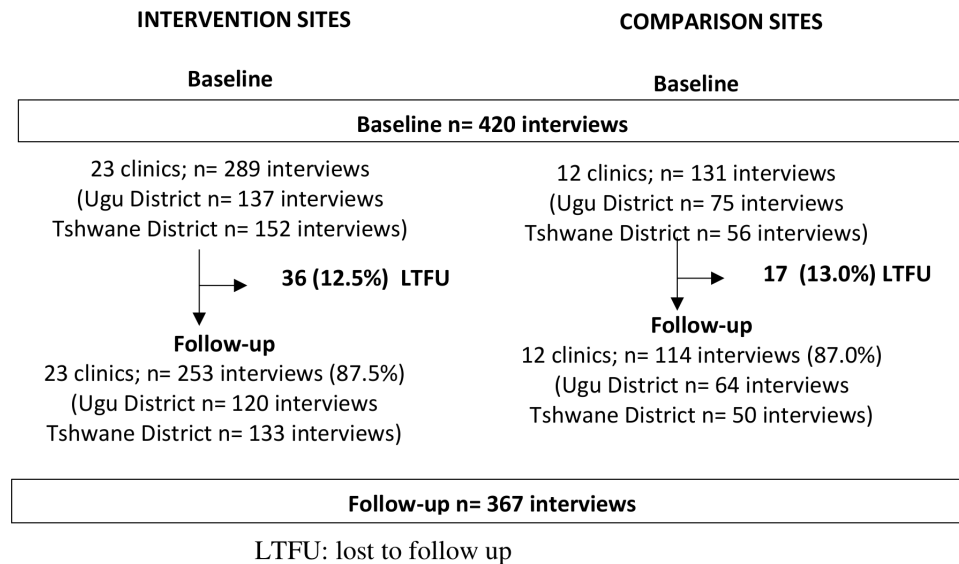 INTERVENTION SITES
COMPARISON SITES
Baseline
Baseline
Baseline n= 420 interviews
23 clinics; n= 289 interviews
(Ugu District n= 137 interviews
Tshwane District n= 152 interviews)
12 clinics; n= 131 interviews
(Ugu District n= 75 interviews
Tshwane District n= 56 interviews)
36 (12.5%) LTFU
17 (13.0%) LTFU
Follow-up
23 clinics; n= 253 interviews (87.5%)
(Ugu District n= 120 interviews
Tshwane District n= 133 interviews)
Follow-up
12 clinics; n= 114 interviews (87.0%)
(Ugu District n= 64 interviews
Tshwane District n= 50 interviews)
Follow-up n= 367 interviews
LTFU: lost to follow up